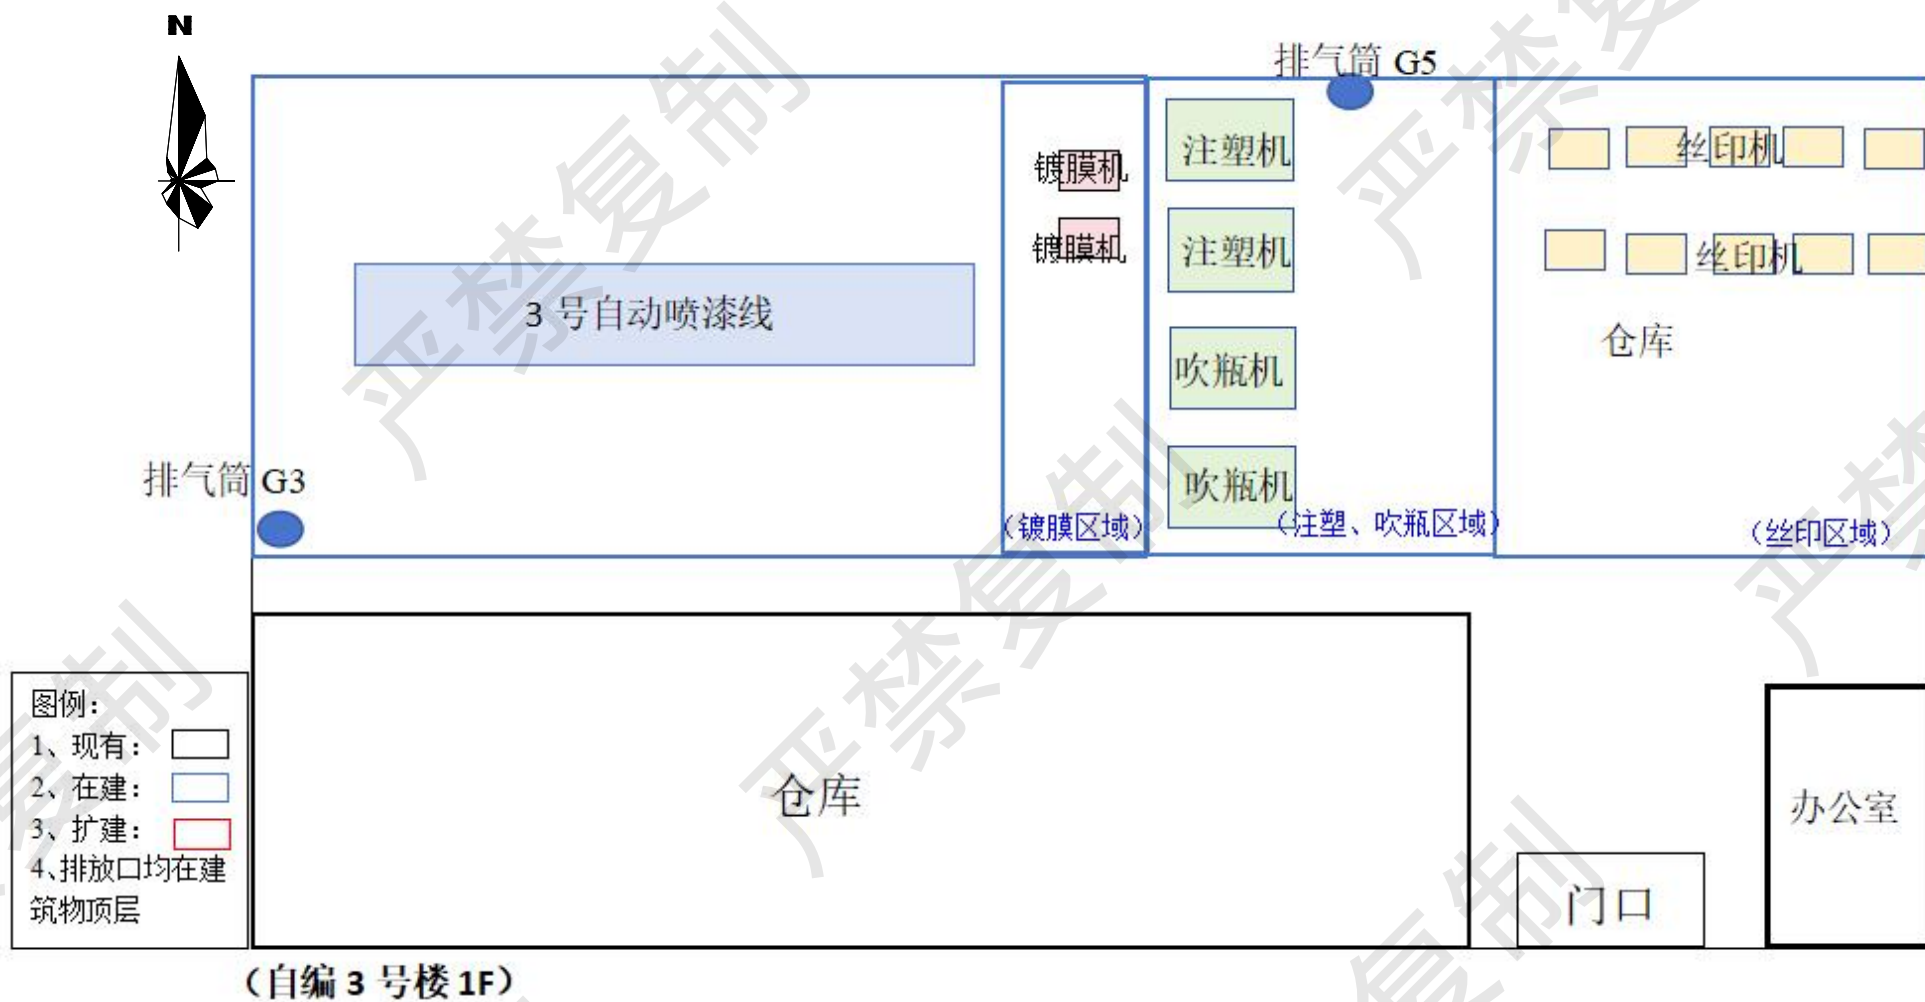 N
排气筒 G5
镀膜机
注塑机
丝印机
镀膜机
注塑机
丝印机
3 号自动喷漆线
仓库
吹瓶机
排气筒 G3
吹瓶机
（镀膜区域）
（注塑、吹瓶区域）
（丝印区域）
图例：
1、现有：
2、在建：
3、扩建：
4、排放口均在建
筑物顶层
仓库
办公室
门口
（自编 3 号楼 1F）
严禁复制
严禁复制
严禁复制